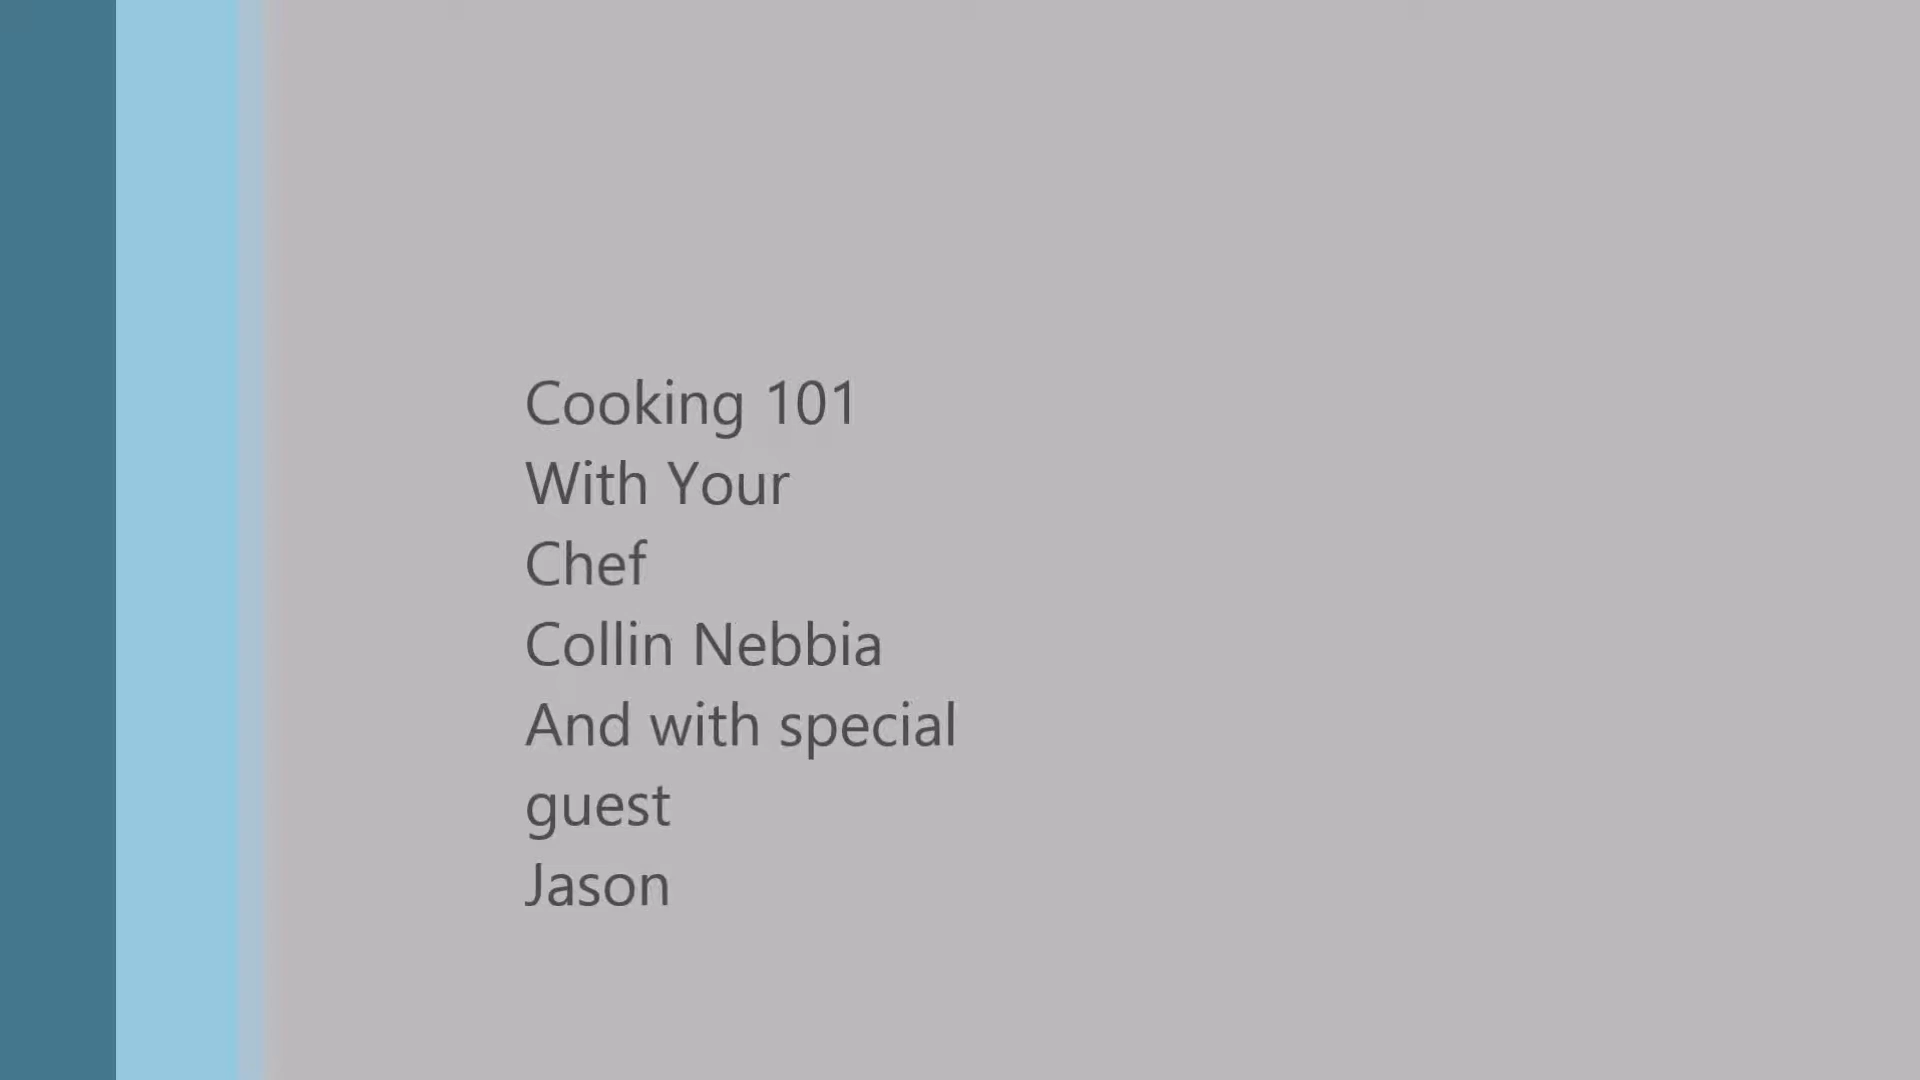 Cooking 101
With Your
Chef
Collin Nebbia
And with special
guest
Jason